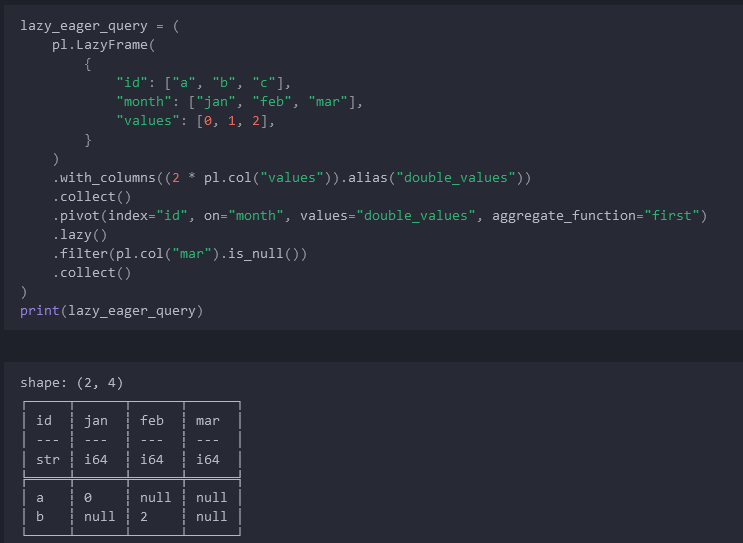 lazy_eager_query = (
    pl.LazyFrame(
        {
            "id": ["a", "b", "c"],
            "month": ["jan", "feb", "mar"],
            "values": [0, 1, 2],
        }
    )
    .with_columns((2 * pl.col("values")).alias("double_values"))
    .collect()
    .pivot(index="id", on="month", values="double_values", aggregate_function="first")
    .lazy()
    .filter(pl.col("mar").is_null())
    .collect()
)
print(lazy_eager_query)
shape: (2, 4)
┌─────┬──────┬──────┬──────┐
│ id  ┆ jan  ┆ feb  ┆ mar  │
│ --- ┆ ---  ┆ ---  ┆ ---  │
│ str ┆ i64  ┆ i64  ┆ i64  │
╞═════╪══════╪══════╪══════╡
│ a   ┆ 0    ┆ null ┆ null │
│ b   ┆ null ┆ 2    ┆ null │
└─────┴──────┴──────┴──────┘